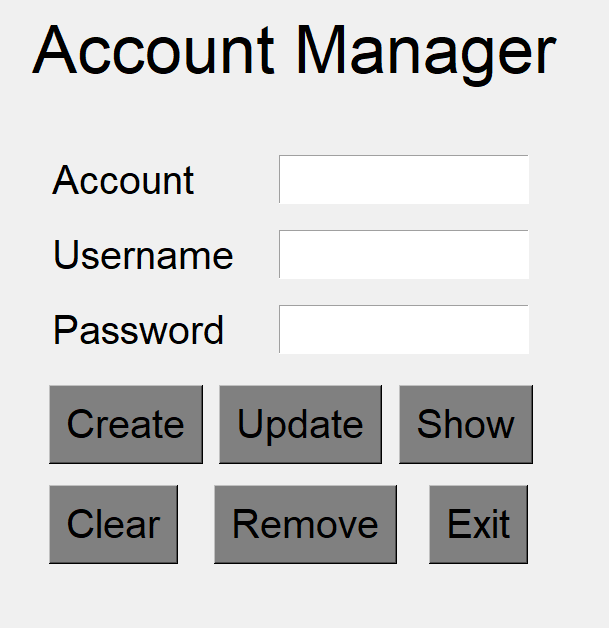 Account Manager
Account
Username
Password
Create Update Show
Clear Remove Exit